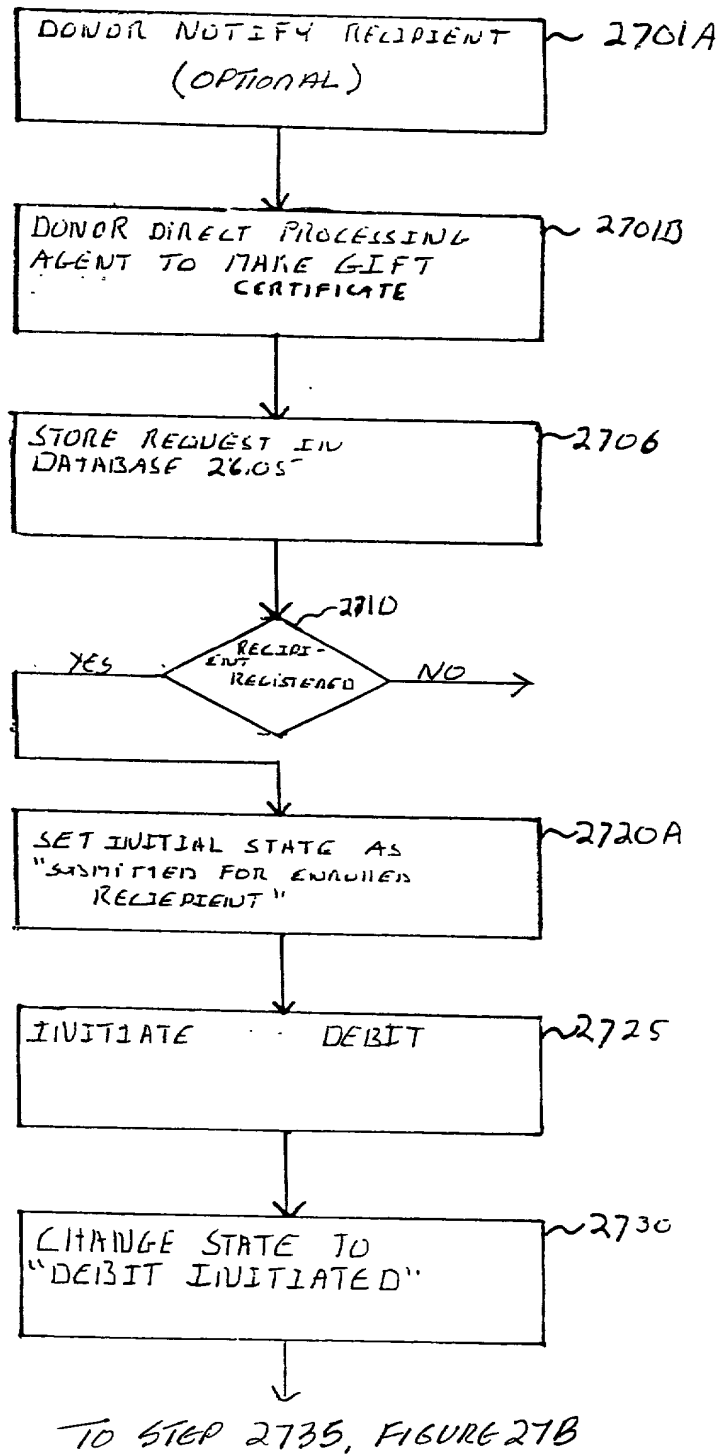 DONOR NOTIFY RECIPIENT
(OPTIONAL)
2701A
DONOR DIRECT PROCESSING
AGENT TO MAKE GIFT
CERTIFICATE
2701B
STORE REQUEST IN
DATABASE 2605
2706
2710
RECIPI-
ENT
REGISTERED
YES
NO
SET INITIAL STATE AS
"SUBMITTED FOR ENROLLED
RECIEPIENT"
2720A
INITIATE DEBIT
2725
CHANGE STATE TO
"DEBIT INITIATED"
2730
TO STEP 2735, FIGURE 27B